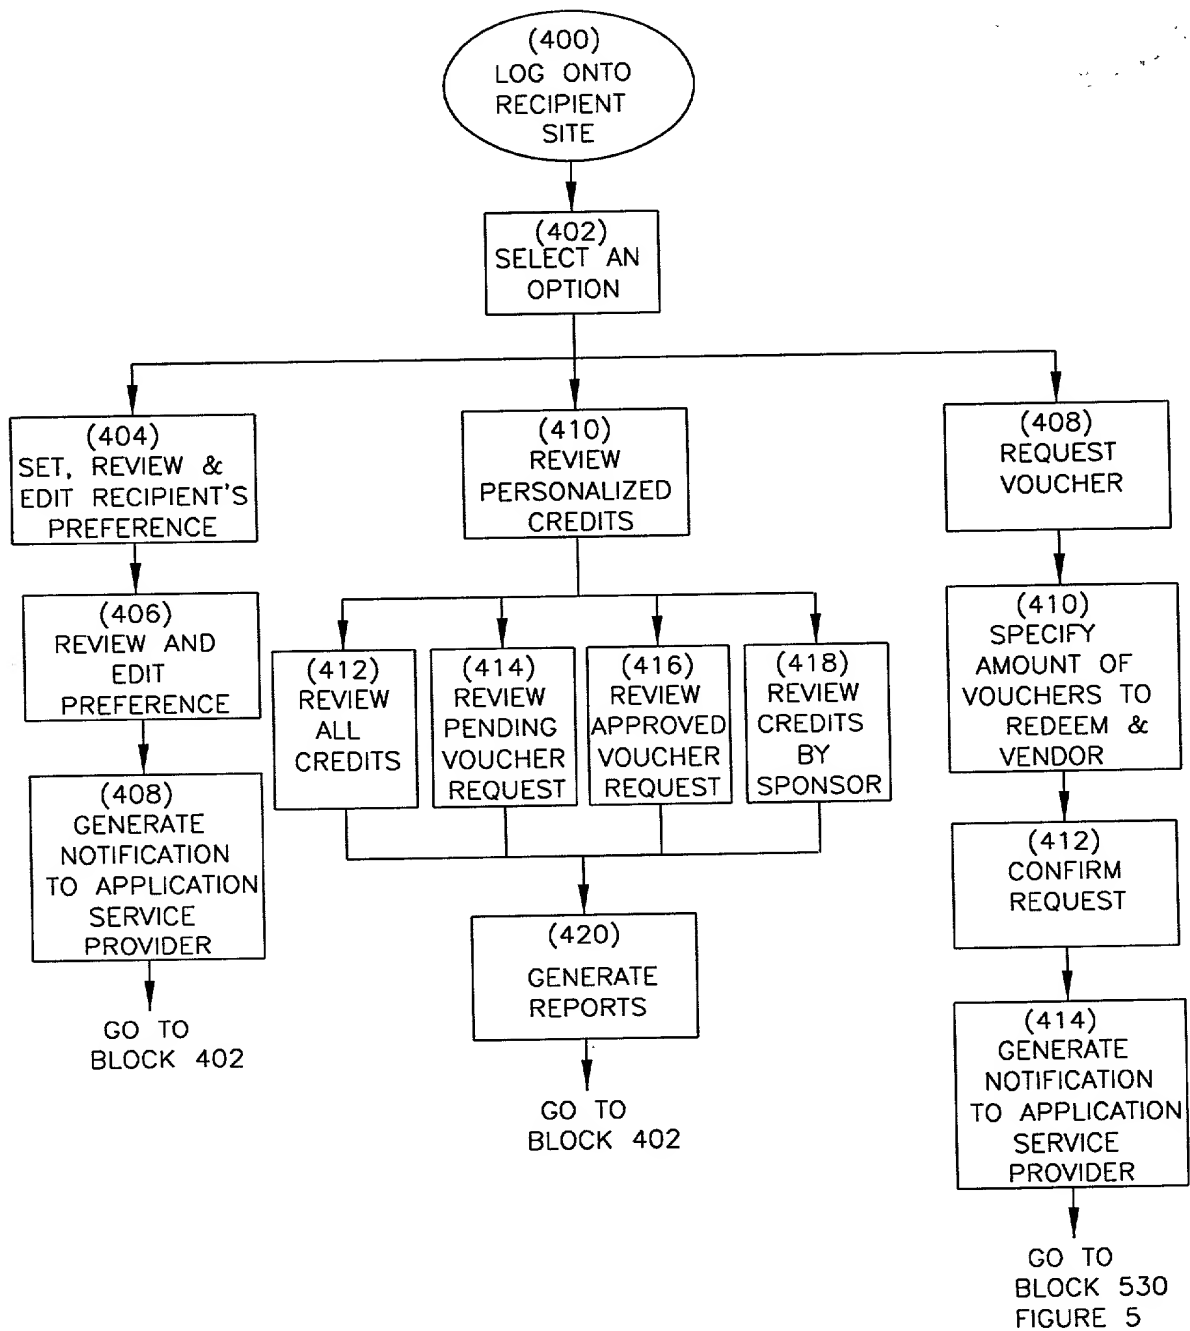 (400)
LOG ONTO
RECIPIENT
SITE
(402)
SELECT AN
OPTION
(404)
SET, REVIEW &
EDIT RECIPIENT'S
PREFERENCE
(406)
REVIEW AND
EDIT
PREFERENCE
(408)
GENERATE
NOTIFICATION
TO APPLICATION
SERVICE
PROVIDER
GO TO
BLOCK 402
(410)
REVIEW
PERSONALIZED
CREDITS
(412)
REVIEW
ALL
CREDITS
(414)
REVIEW
PENDING
VOUCHER
REQUEST
(416)
REVIEW
APPROVED
VOUCHER
REQUEST
(418)
REVIEW
CREDITS
BY
SPONSOR
(420)
GENERATE
REPORTS
GO TO
BLOCK 402
(408)
REQUEST
VOUCHER
(410)
SPECIFY
AMOUNT OF
VOUCHERS TO
REDEEM &
VENDOR
(412)
CONFIRM
REQUEST
(414)
GENERATE
NOTIFICATION
TO APPLICATION
SERVICE
PROVIDER
GO TO
BLOCK 530
FIGURE 5